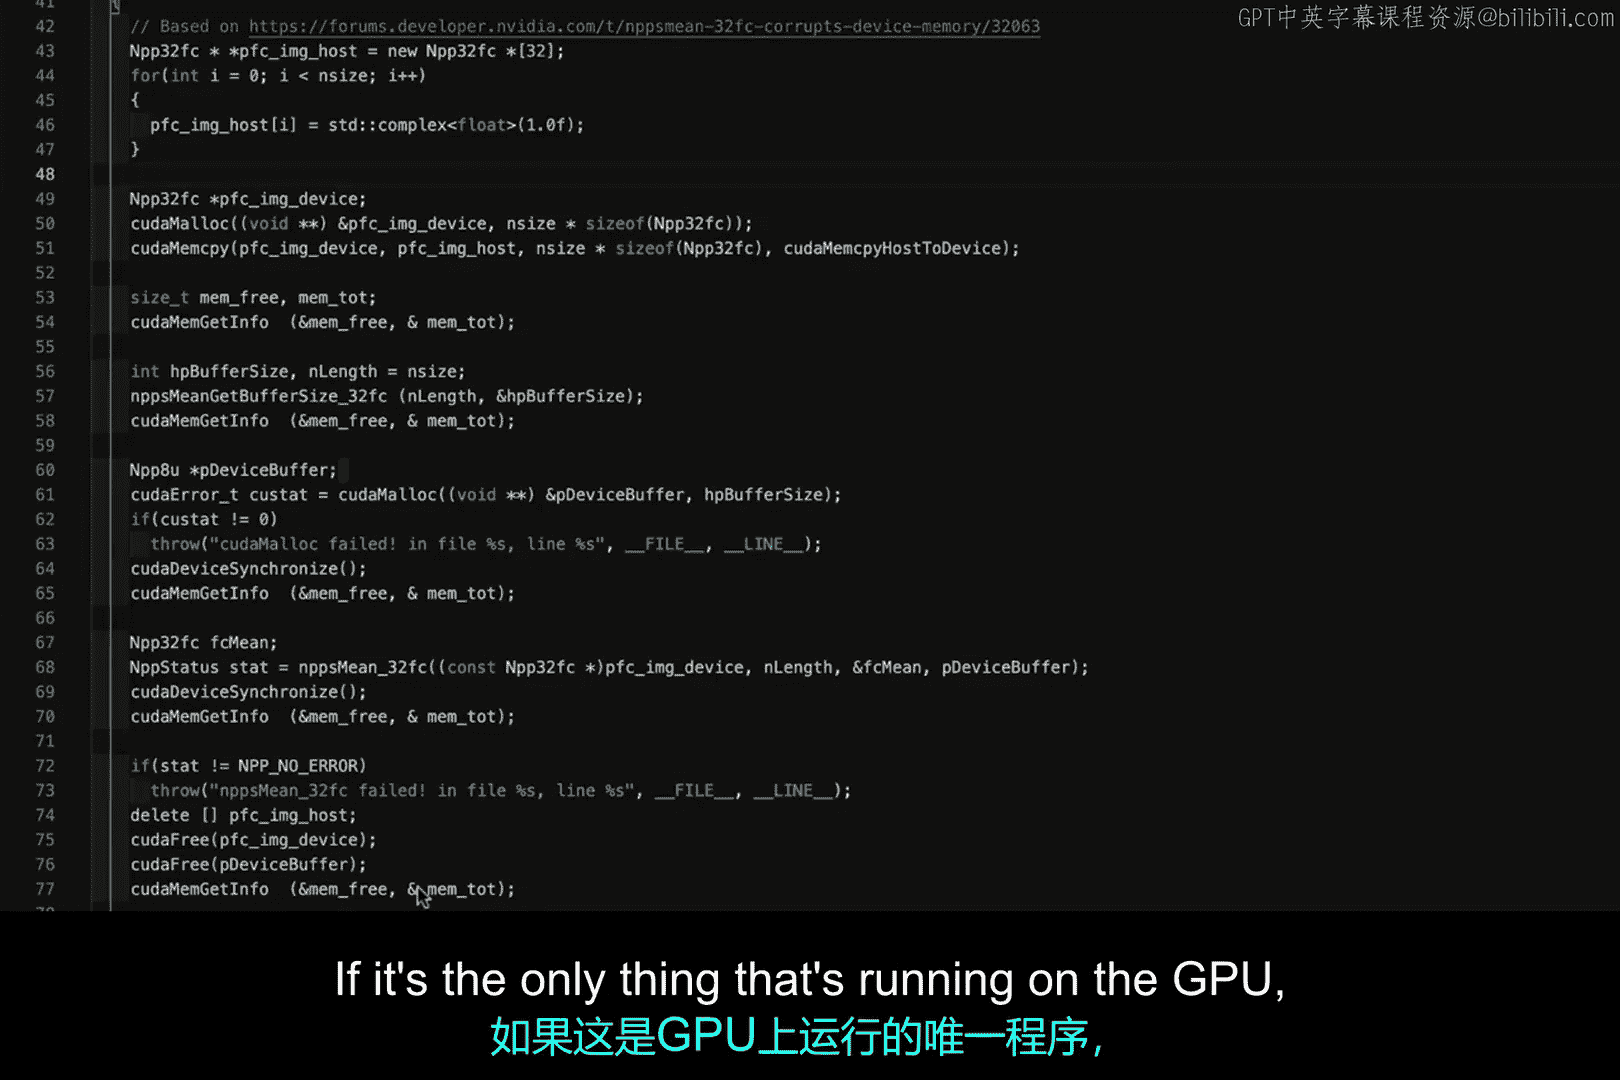 GPT中英字幕课程资源@bilibili.com
41 {
42 // Based on https://forums.developer.nvidia.com/t/nppsmean-32fc-corrupts-device-memory/32063
43 Npp32fc * *pfc_img_host = new Npp32fc *[32];
44 for(int i = 0; i < nsize; i++)
45 {
46 pfc_img_host[i] = std::complex<float>(1.0f);
47 }
48
49 Npp32fc *pfc_img_device;
50 cudaMalloc((void **) &pfc_img_device, nsize * sizeof(Npp32fc));
51 cudaMemcpy(pfc_img_device, pfc_img_host, nsize * sizeof(Npp32fc), cudaMemcpyHostToDevice);
52
53 size_t mem_free, mem_tot;
54 cudaMemGetInfo  (&mem_free, & mem_tot);
55
56 int hpBufferSize, nLength = nsize;
57 nppsMeanGetBufferSize_32fc (nLength, &hpBufferSize);
58 cudaMemGetInfo  (&mem_free, & mem_tot);
59
60 Npp8u *pDeviceBuffer;
61 cudaError_t custat = cudaMalloc((void **) &pDeviceBuffer, hpBufferSize);
62 if(custat != 0)
63 throw("cudaMalloc failed! in file %s, line %s", __FILE__, __LINE__);
64 cudaDeviceSynchronize();
65 cudaMemGetInfo  (&mem_free, & mem_tot);
66
67 Npp32fc fcMean;
68 NppStatus stat = nppsMean_32fc((const Npp32fc *)pfc_img_device, nLength, &fcMean, pDeviceBuffer);
69 cudaDeviceSynchronize();
70 cudaMemGetInfo  (&mem_free, & mem_tot);
71
72 if(stat != NPP_NO_ERROR)
73 throw("nppsMean_32fc failed! in file %s, line %s", __FILE__, __LINE__);
74 delete [] pfc_img_host;
75 cudaFree(pfc_img_device);
76 cudaFree(pDeviceBuffer);
77 cudaMemGetInfo  (&mem_free, & mem_tot);
If it's the only thing that's running on the GPU,
如果这是GPU上运行的唯一程序，